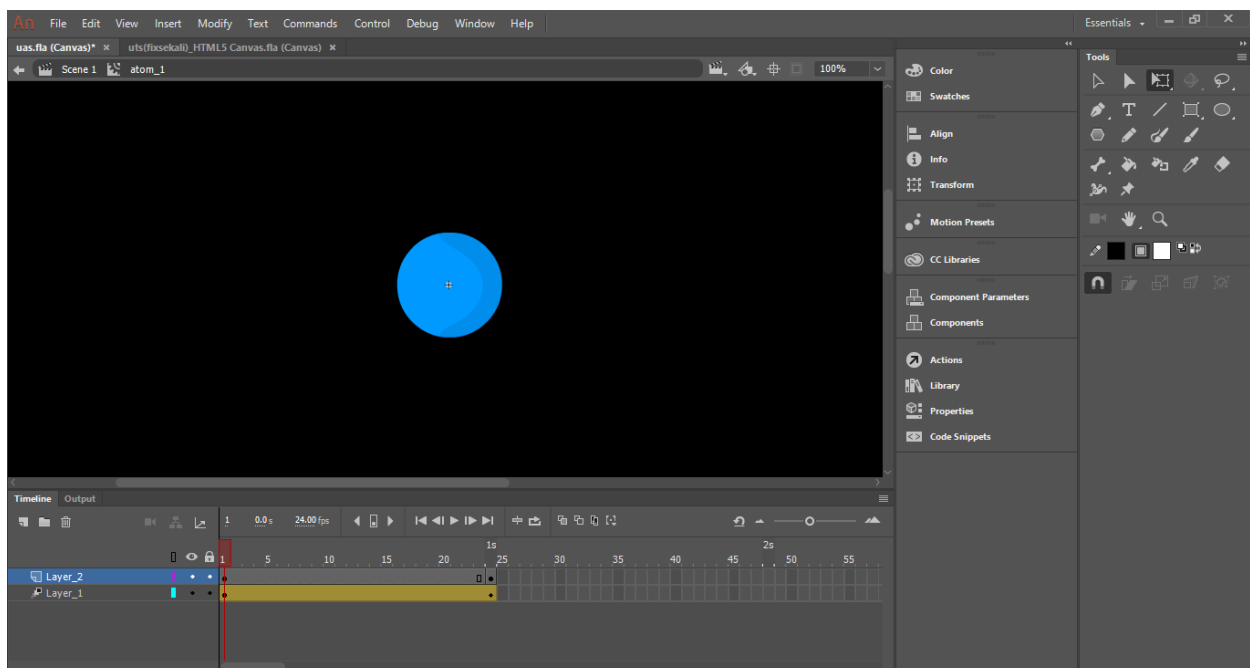 An File Edit View Insert Modify Text Commands Control Debug Window Help Essentials
uas.fla (Canvas)* × uts(fixsekali)_HTML5 Canvas.fla (Canvas) ×
Scene 1 atom_1 100%
Tools
Color
Swatches
Align
Info
Transform
Motion Presets
CC Libraries
Component Parameters
Components
Actions
Library
Properties
Code Snippets
Timeline Output
1 0.0 s 24.00 fps
1s 2s
1 5 10 15 20 25 30 35 40 45 50 55
Layer_2
Layer_1